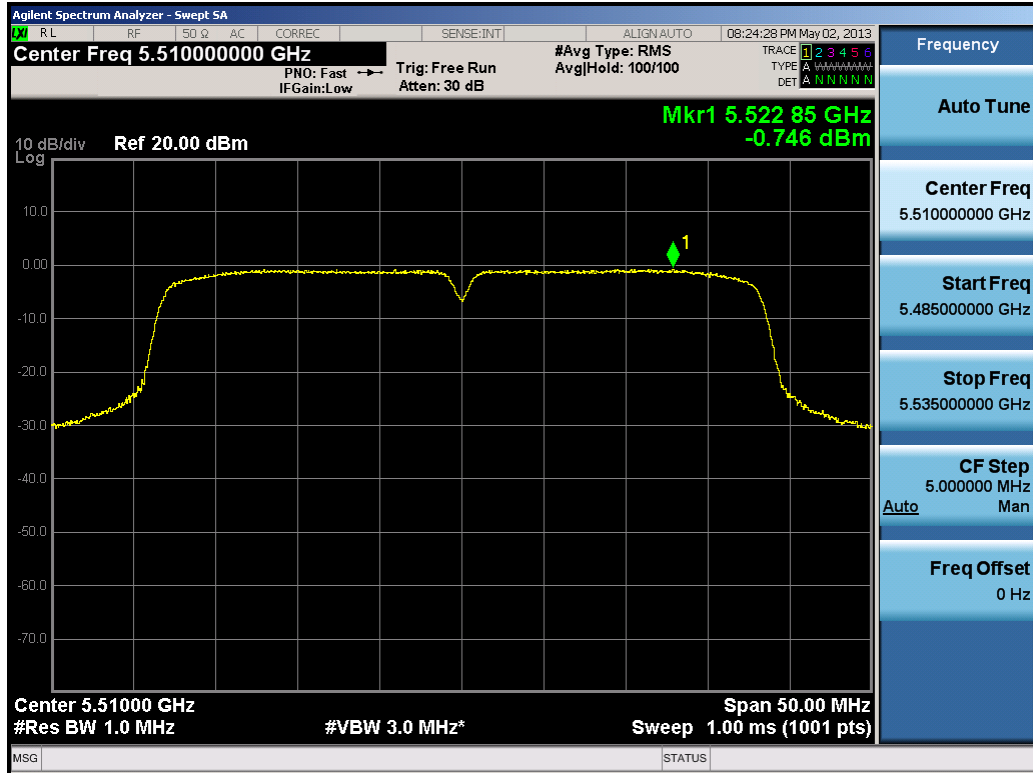 Agilent Spectrum Analyzer - Swept SA
LXI RL RF 50 Ω AC CORREC SENSE:INT ALIGN AUTO 08:24:28 PM May 02, 2013
Center Freq 5.510000000 GHz
PNO: Fast
IFGain:Low
Trig: Free Run
Atten: 30 dB
#Avg Type: RMS
Avg|Hold: 100/100
TRACE 1 2 3 4 5 6
TYPE A WWWWW
DET A N N N N N
Mkr1 5.522 85 GHz
-0.746 dBm
10 dB/div Ref 20.00 dBm
Log
10.0
0.00
-10.0
-20.0
-30.0
-40.0
-50.0
-60.0
-70.0
1
Center 5.51000 GHz Span 50.00 MHz
#Res BW 1.0 MHz #VBW 3.0 MHz* Sweep 1.00 ms (1001 pts)
MSG STATUS
Frequency
Auto Tune
Center Freq
5.510000000 GHz
Start Freq
5.485000000 GHz
Stop Freq
5.535000000 GHz
CF Step
5.000000 MHz
Auto Man
Freq Offset
0 Hz